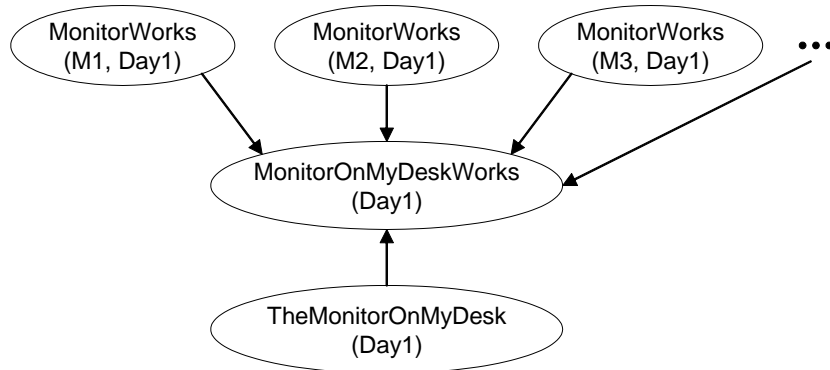 MonitorWorks
(M1, Day1)
MonitorWorks
(M2, Day1)
MonitorWorks
(M3, Day1)
...
MonitorOnMyDeskWorks
(Day1)
TheMonitorOnMyDesk
(Day1)